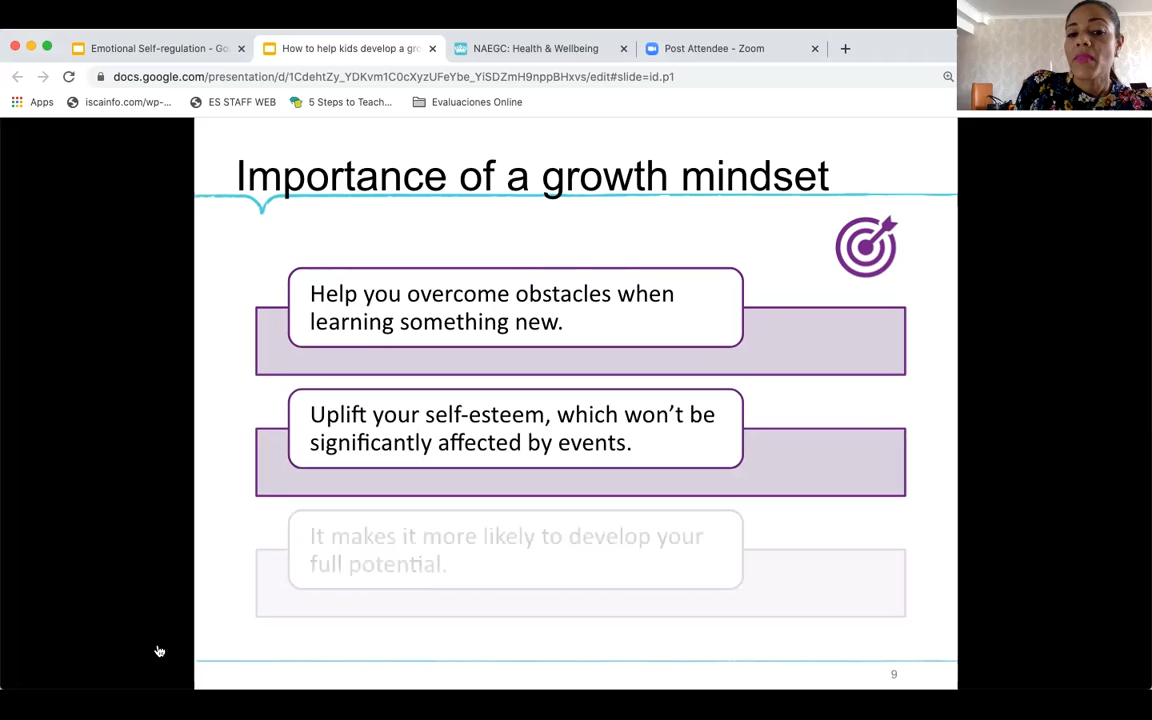 Emotional Self-regulation - Go
How to help kids develop a gro
NAEGC: Health & Wellbeing
Post Attendee - Zoom
docs.google.com/presentation/d/1CdehtZy_YDKvm1C0cXyzUFeYbe_YiSDZmH9nppBHxvs/edit#slide=id.p1
Apps
iscainfo.com/wp-...
ES STAFF WEB
5 Steps to Teach...
Evaluaciones Online
Importance of a growth mindset
Help you overcome obstacles when
learning something new.
Uplift your self-esteem, which won't be
significantly affected by events.
It makes it more likely to develop your
full potential.
9